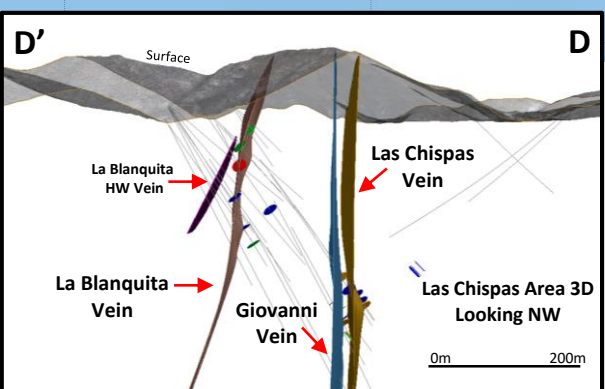 D'
D
Surface
La Blanquita
HW Vein
Las Chispas
Vein
La Blanquita
Vein
Giovanni
Vein
Las Chispas Area 3D
Looking NW
0m 200m